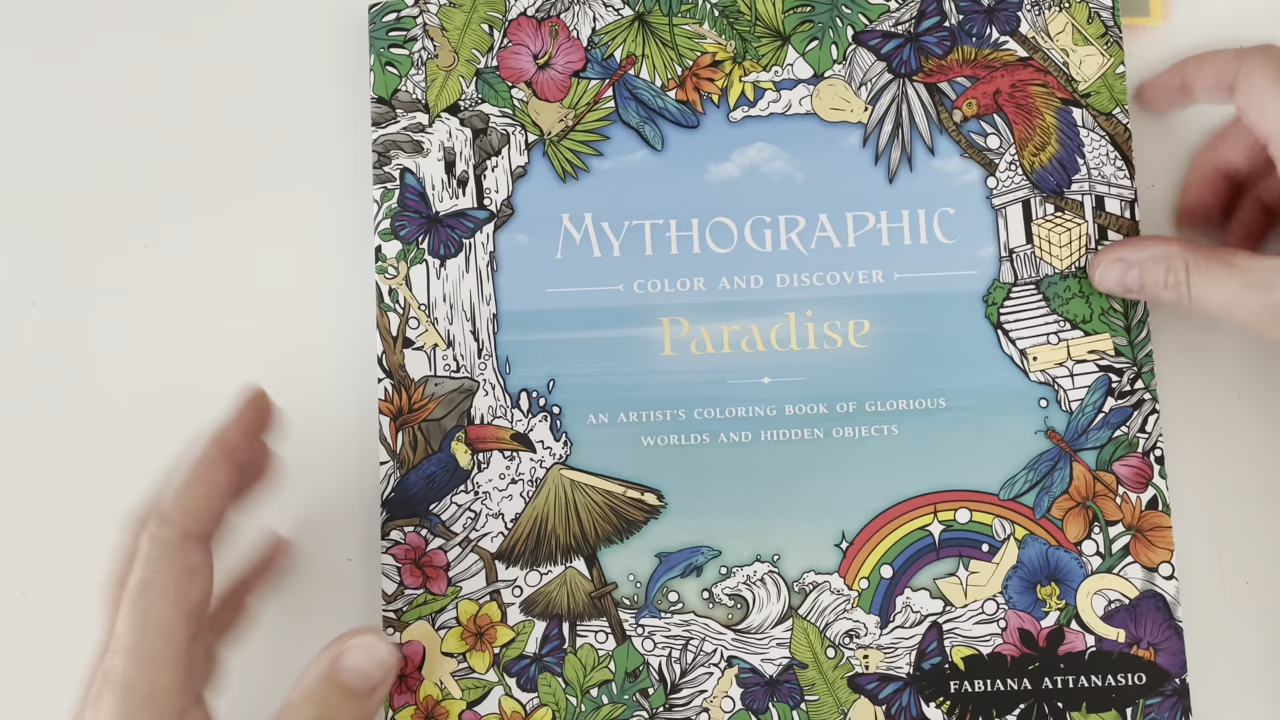 MYTHOGRAPHIC
COLOR AND DISCOVER
Paradise
AN ARTIST'S COLORING BOOK OF GLORIOUS
WORLDS AND HIDDEN OBJECTS
FABIANA ATTANASIO